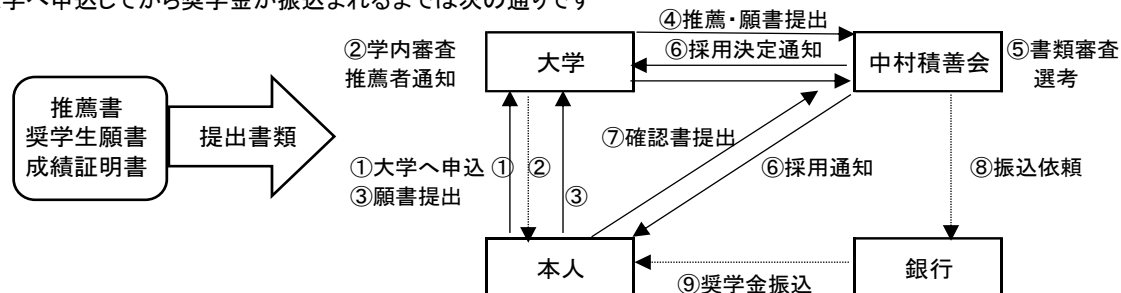 学へ申込してから奨学金が振込まれるまでは次の通りです
④推薦・願書提出
②学内審査
推薦者通知
大学
⑥採用決定通知
中村積善会
⑤書類審査
選考
推薦書
奨学生願書
成績証明書
提出書類
⑦確認書提出
①大学へ申込
①
②
③願書提出
③
⑥採用通知
⑧振込依頼
本人
銀行
⑨奨学金振込